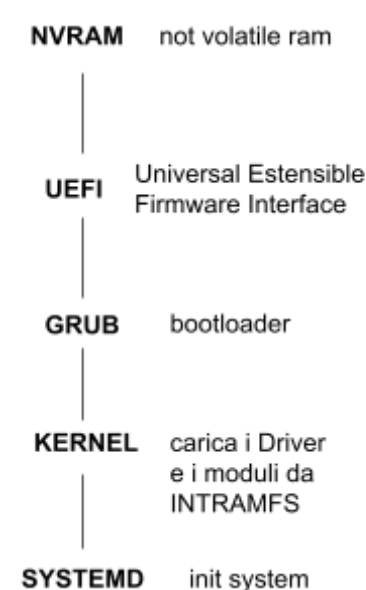 NVRAM not volatile ram
UEFI Universal Estensible
Firmware Interface
GRUB bootloader
KERNEL carica i Driver
e i moduli da
INTRAMFS
SYSTEMD init system